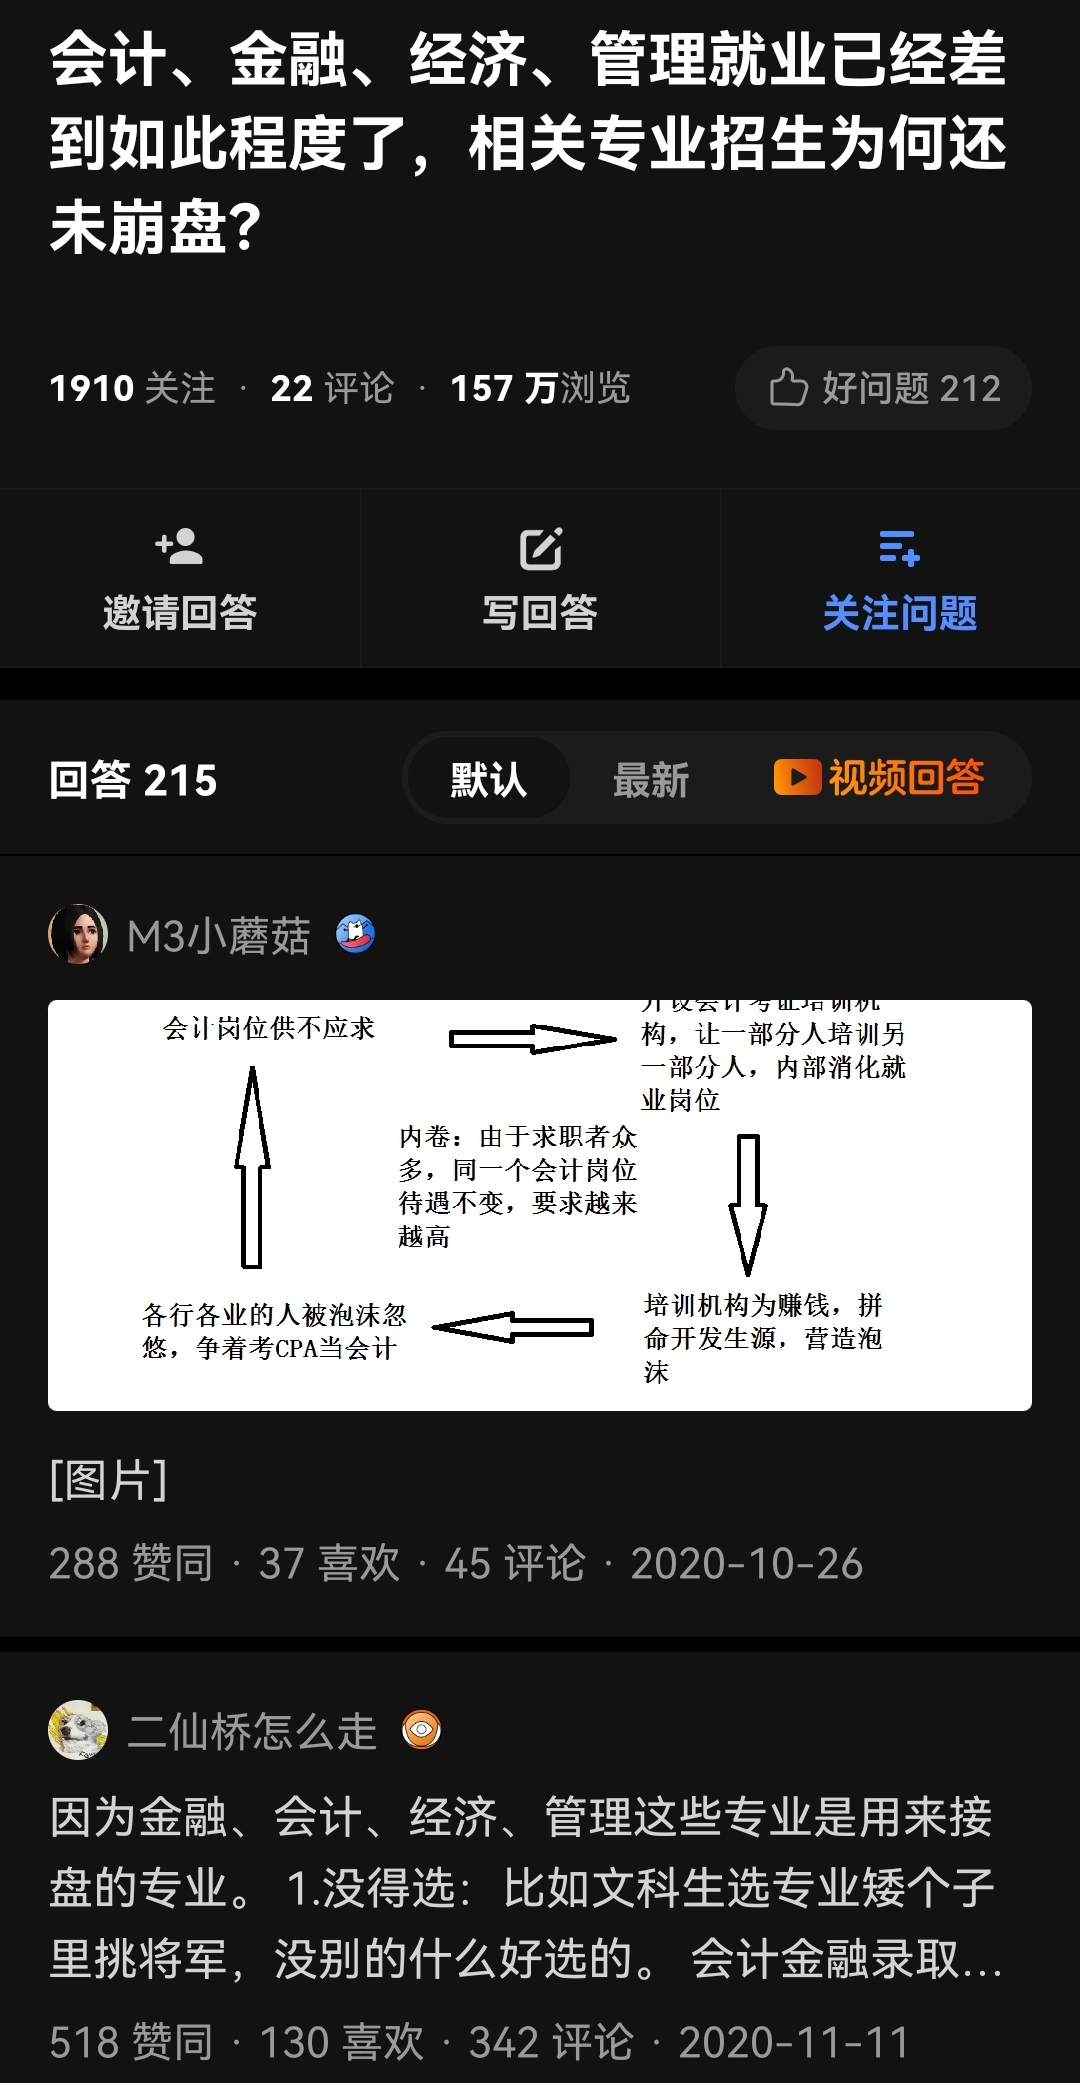 会计、金融、经济、管理就业已经差
到如此程度了，相关专业招生为何还
未崩盘？
1910 关注 · 22 评论 · 157 万浏览
好问题 212
邀请回答
写回答
关注问题
回答 215
默认
最新
视频回答
M3小蘑菇
会计岗位供不应求
开设会计考证培训机
构，让一部分人培训另
一部分人，内部消化就
业岗位
内卷：由于求职者众
多，同一个会计岗位
待遇不变，要求越来
越高
培训机构为赚钱，拼
命开发生源，营造泡
沫
各行各业的人被泡沫忽
悠，争着考CPA当会计
[图片]
288 赞同 · 37 喜欢 · 45 评论 · 2020-10-26
二仙桥怎么走
因为金融、会计、经济、管理这些专业是用来接
盘的专业。 1.没得选： 比如文科生选专业矮个子
里挑将军，没别的什么好选的。 会计金融录取...
518 赞同 · 130 喜欢 · 342 评论 · 2020-11-11